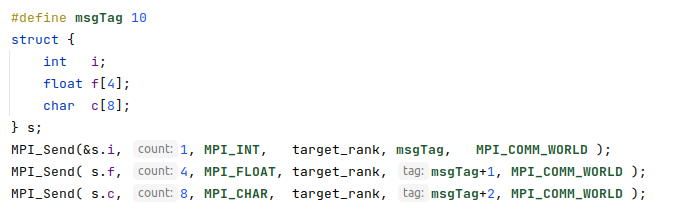 #define msgTag 10
struct {
    int   i;
    float f[4];
    char  c[8];
} s;
MPI_Send(&s.i, count: 1, MPI_INT,   target_rank, msgTag,   MPI_COMM_WORLD );
MPI_Send( s.f, count: 4, MPI_FLOAT, target_rank, tag: msgTag+1, MPI_COMM_WORLD );
MPI_Send( s.c, count: 8, MPI_CHAR,  target_rank, tag: msgTag+2, MPI_COMM_WORLD );